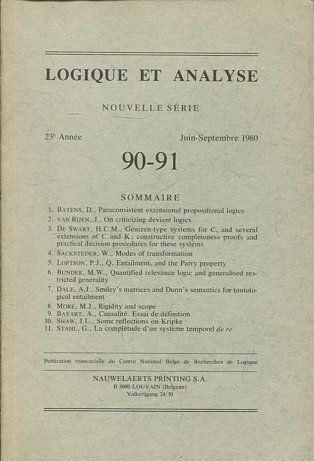 LOGIQUE ET ANALYSE
NOUVELLE SÉRIE
23e Année Juin-Septembre 1980
90-91
SOMMAIRE
1. BATENS, D., Paraconsistent extensional propositional logics
2. VAN RIJEN, J., On criticizing deviant logics
3. DE SWART, H.C.M., Gentzen-type systems for C, and several
extensions of C and K; constructive completeness proofs and
practical decision procedures for these systems
4. SACKSTEDER, W., Modes of transformation
5. LOPTSON, P.J., Q, Entailment, and the Parry property
6. BUNDER, M.W., Quantified relevance logic and generalised res-
tricted generality
7. DALE, A.J., Smiley's matrices and Dunn's semantics for tautolo-
gical entailment
8. MORE, M.J., Rigidity and scope
9. BAYART, A., Causalité. Essai de définition
10. SHAW, J.L., Some reflections on Kripke
11. STAHL, G., La complétude d'un système temporel de re
Publication trimestrielle du Centre National Belge de Recherches de Logique
NAUWELAERTS PRINTING S.A.
B 3000 LOUVAIN (Belgium)
Valkerijgang 24/30